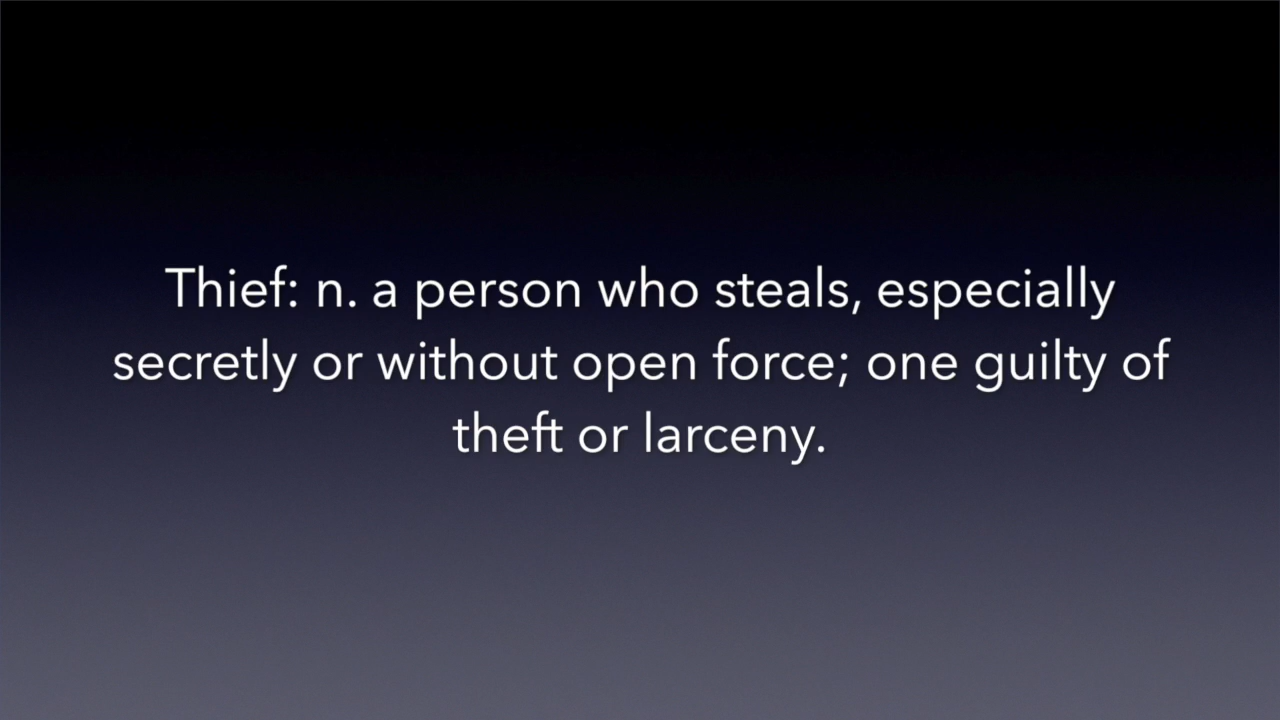 Thief: n. a person who steals, especially
secretly or without open force; one guilty of
theft or larceny.